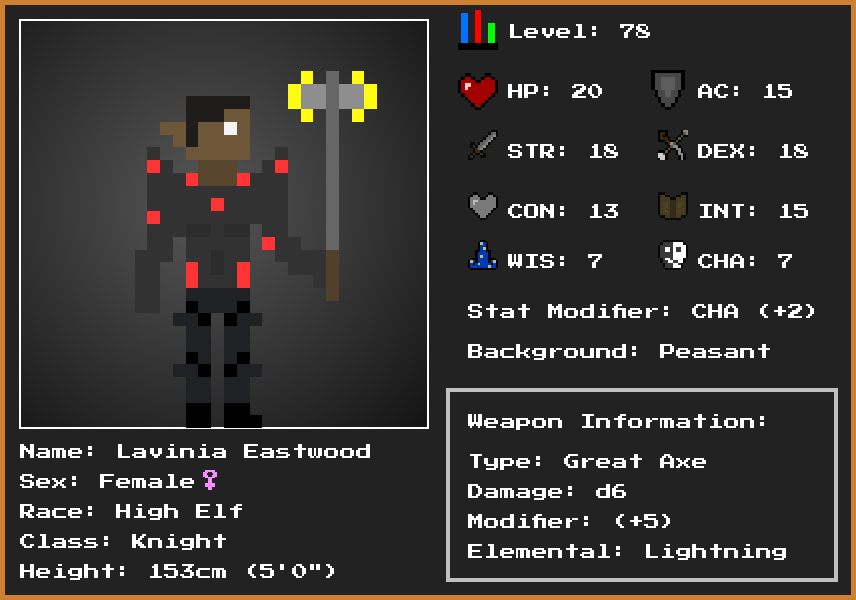 Level: 78
HP: 20 AC: 15
STR: 18 DEX: 18
CON: 13 INT: 15
WIS: 7 CHA: 7
Stat Modifier: CHA (+2)
Background: Peasant
Weapon Information:
Type: Great Axe
Damage: d6
Modifier: (+5)
Elemental: Lightning
Name: Lavinia Eastwood
Sex: Female♀
Race: High Elf
Class: Knight
Height: 153cm (5'0")